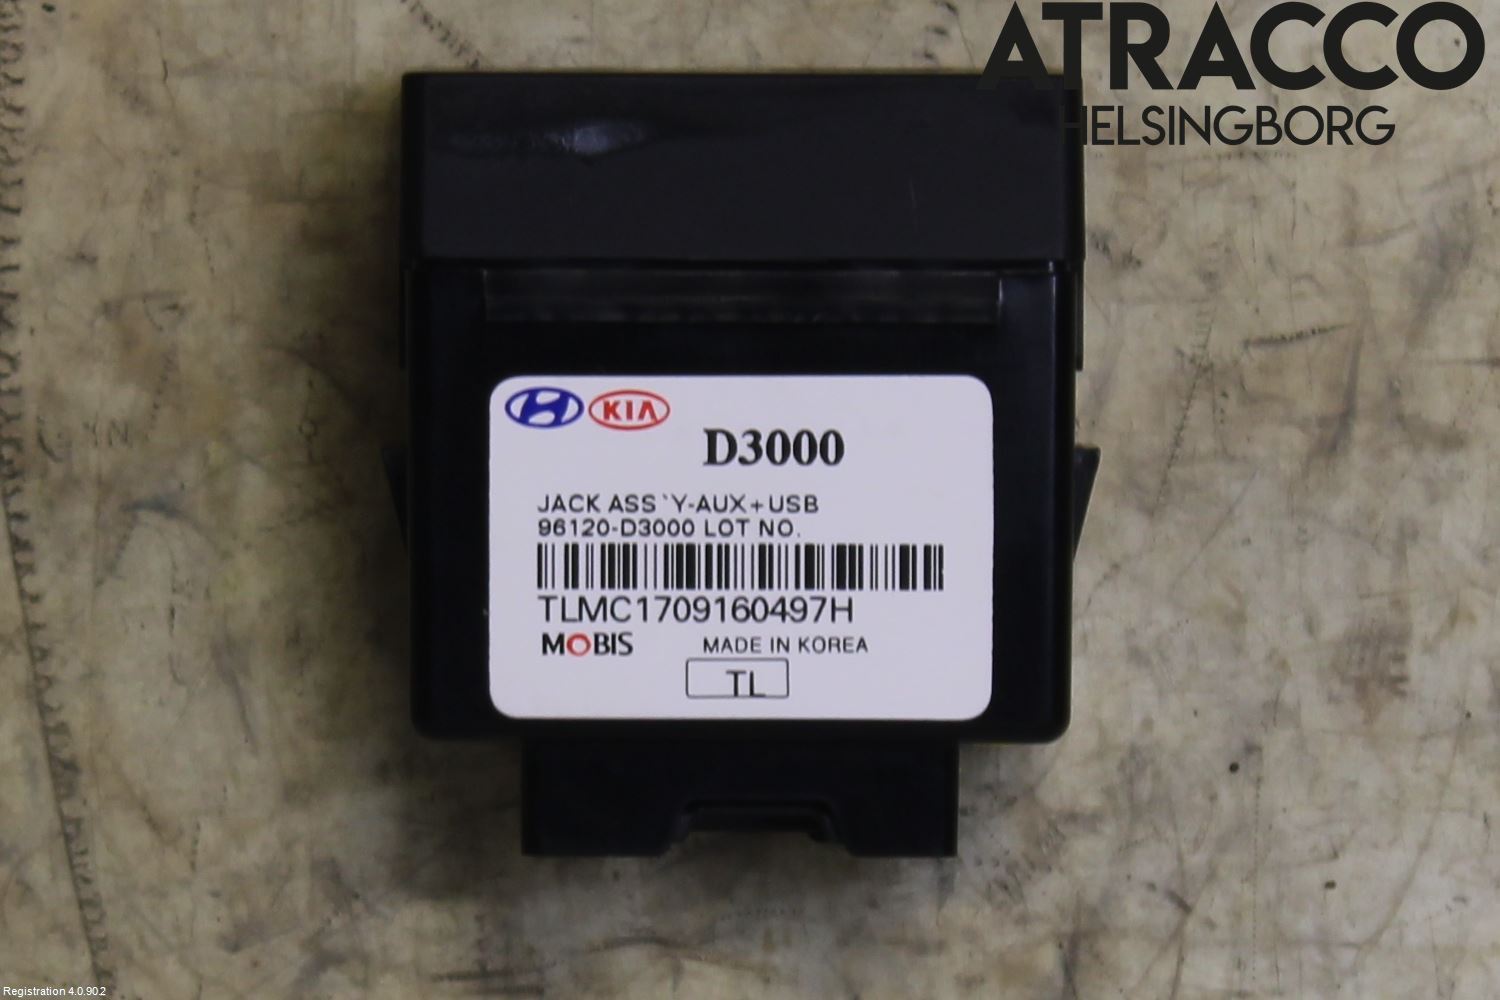 ATRACCO
HELSINGBORG
KIA
D3000
JACK ASS`Y-AUX+USB
96120-D3000 LOT NO.
TLMC1709160497H
MOBIS MADE IN KOREA
TL
Registration 4.0.90.2